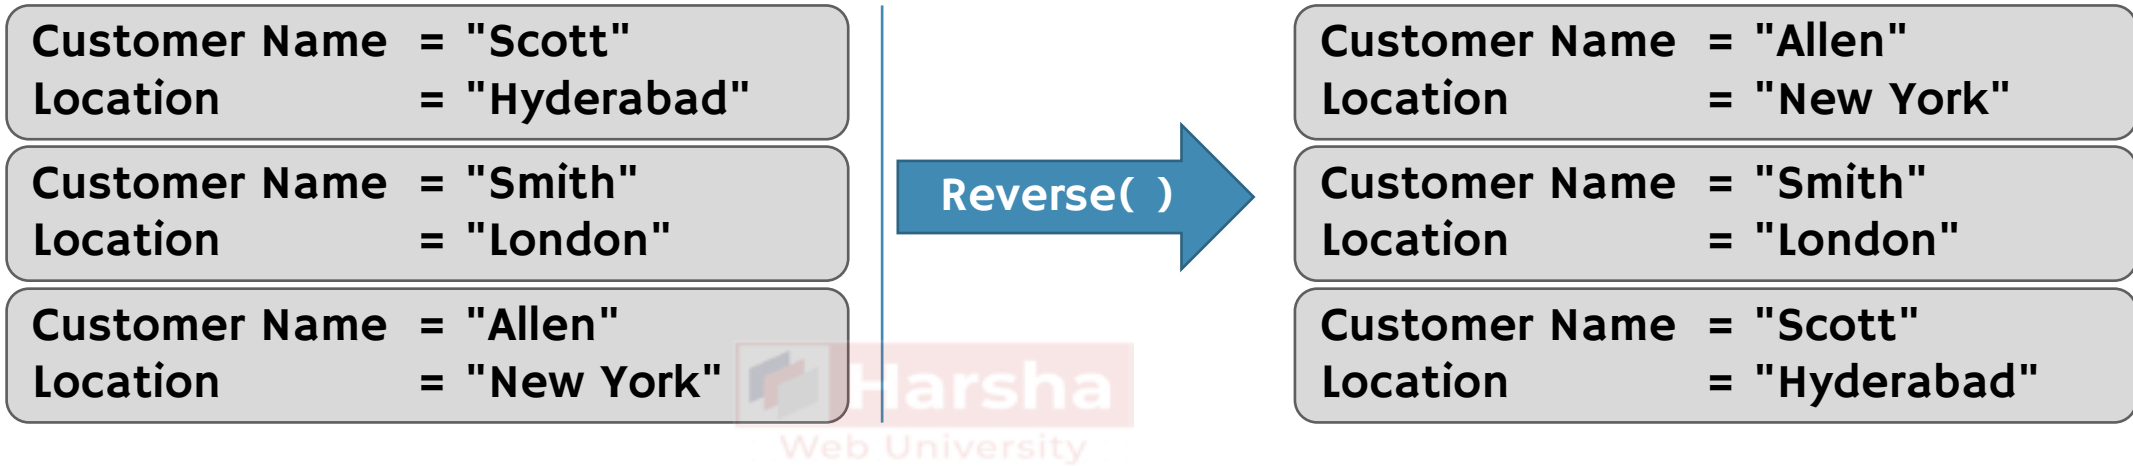 Customer Name = "Scott"
Location = "Hyderabad"
Customer Name = "Smith"
Location = "London"
Customer Name = "Allen"
Location = "New York"
Reverse( )
Customer Name = "Allen"
Location = "New York"
Customer Name = "Smith"
Location = "London"
Customer Name = "Scott"
Location = "Hyderabad"
Harsha
Web University